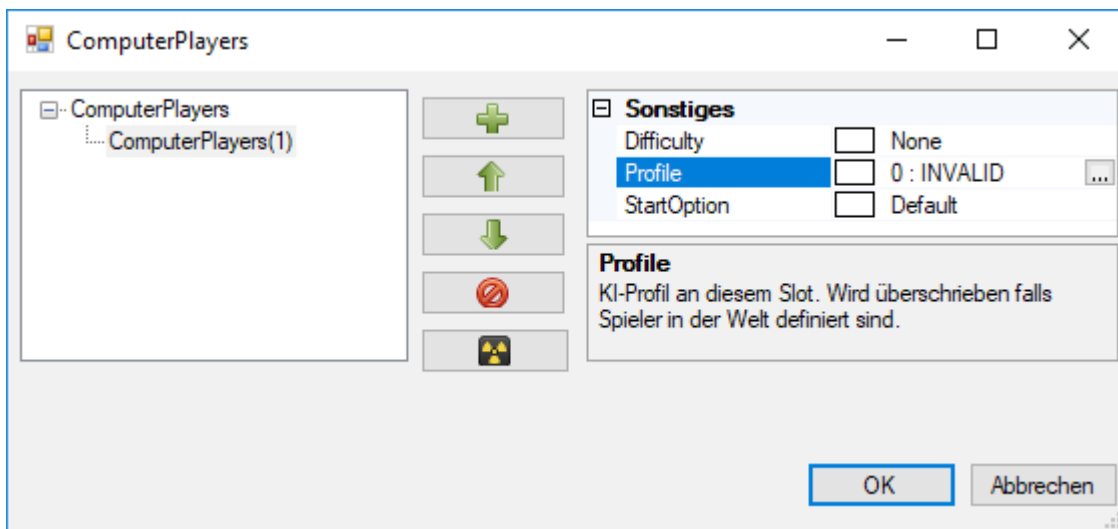 ComputerPlayers
ComputerPlayers
ComputerPlayers(1)
Sonstiges
Difficulty None
Profile 0 : INVALID ...
StartOption Default
Profile
KI-Profil an diesem Slot. Wird überschrieben falls
Spieler in der Welt definiert sind.
OK Abbrechen